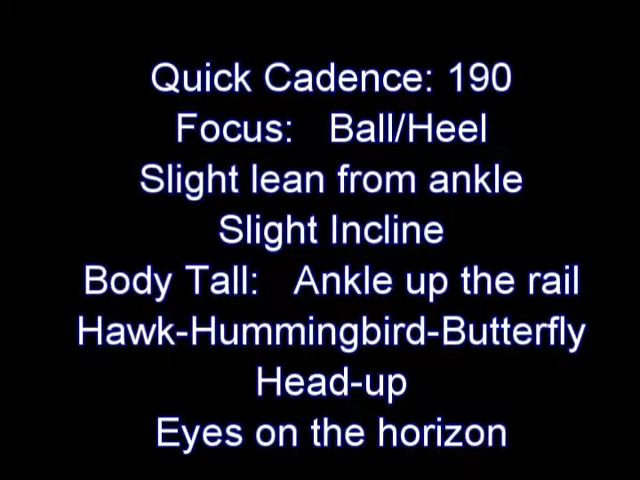 Quick Cadence: 190
Focus:   Ball/Heel
Slight lean from ankle
Slight Incline
Body Tall:   Ankle up the rail
Hawk-Hummingbird-Butterfly
Head-up
Eyes on the horizon